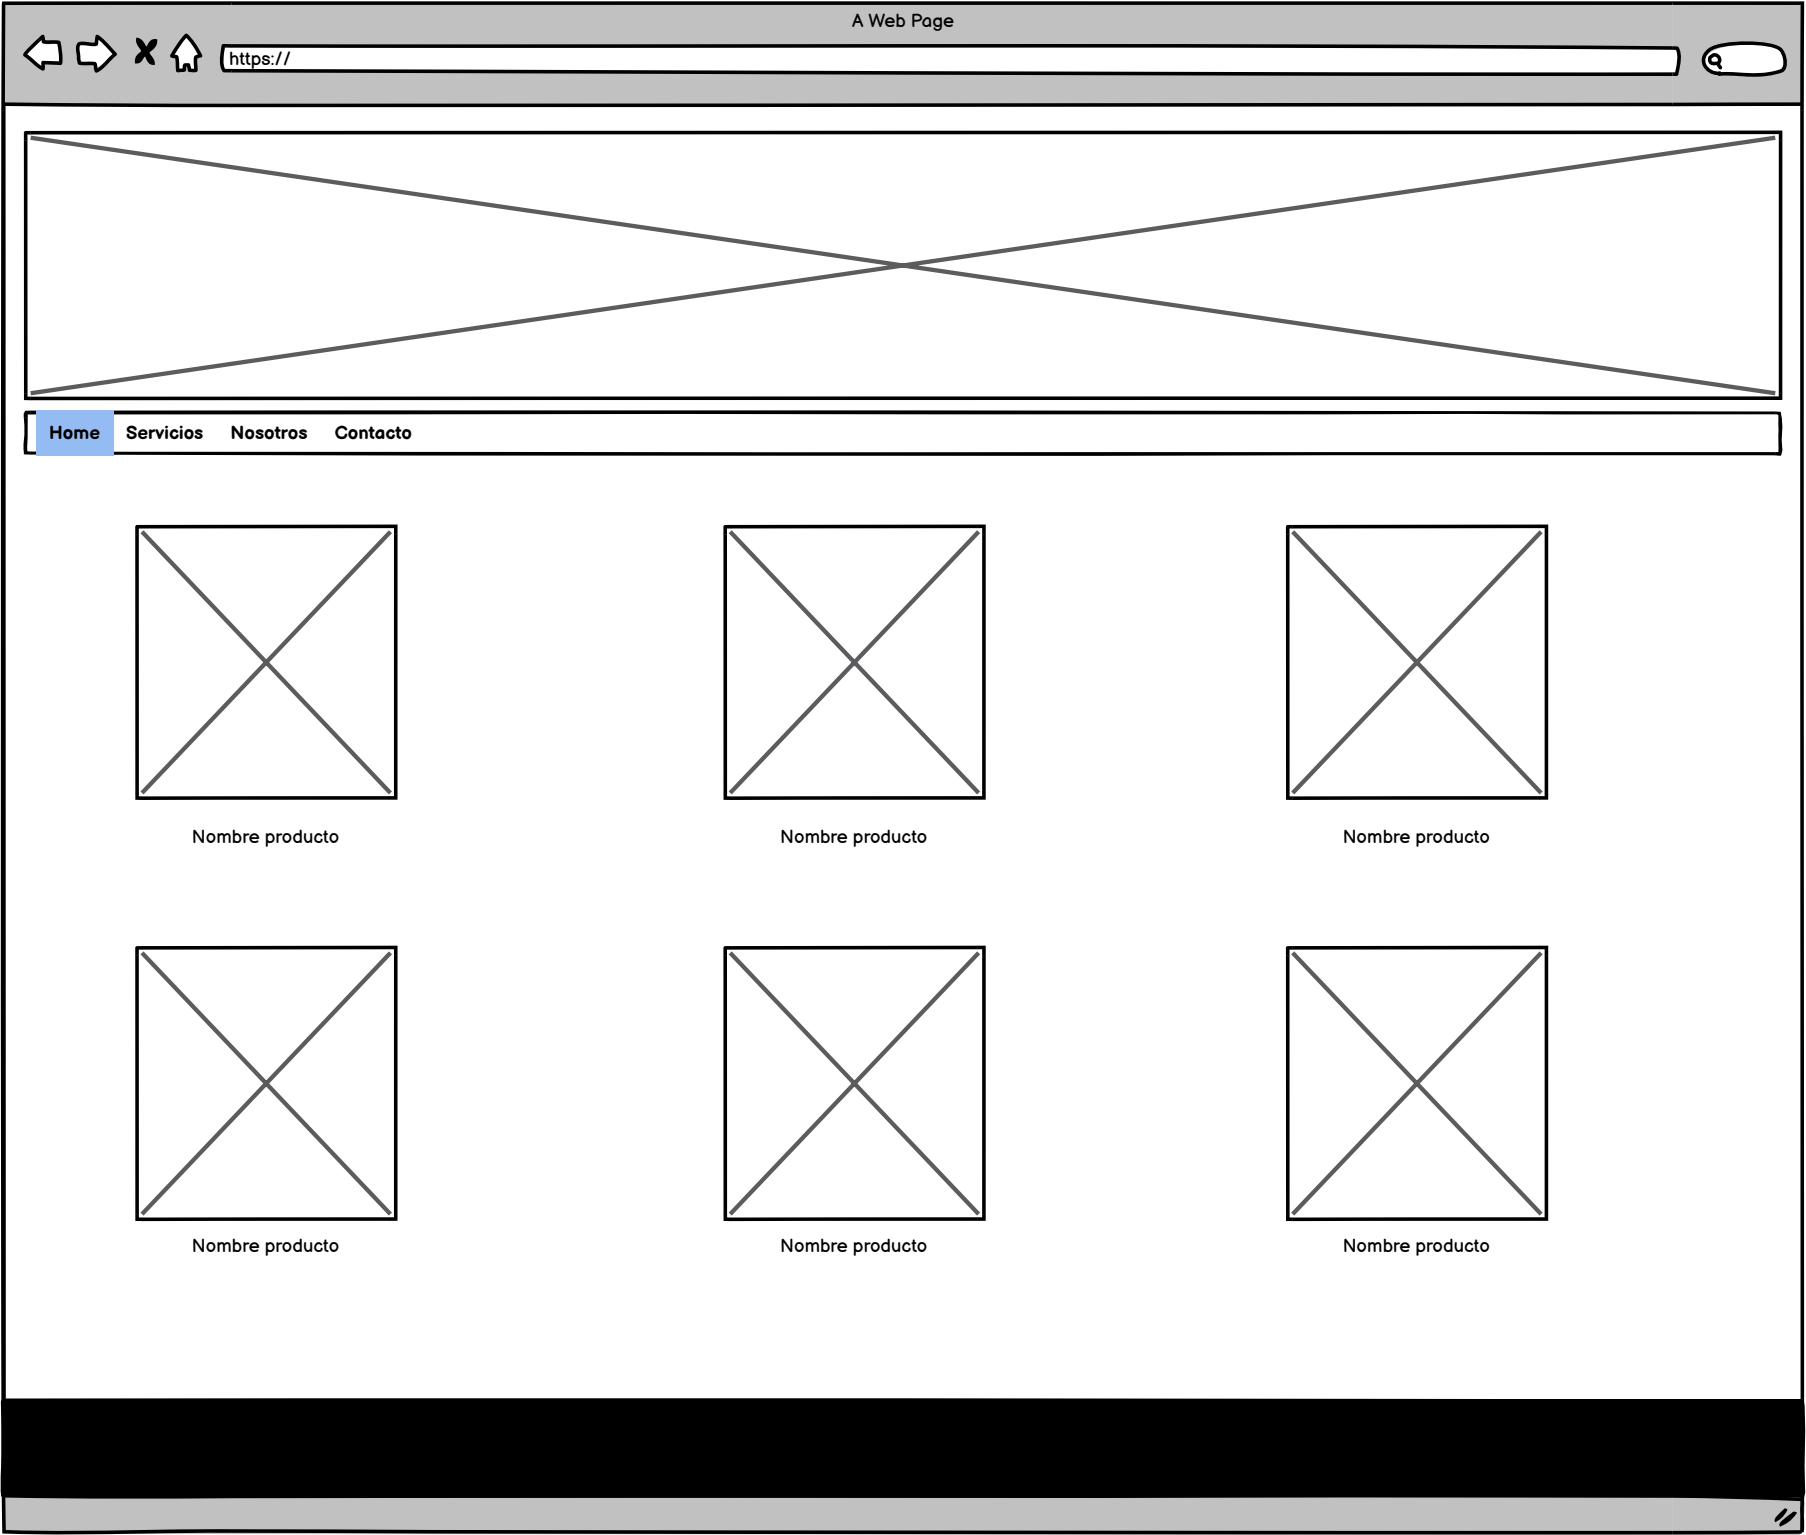 A Web Page
https://
Home Servicios Nosotros Contacto
Nombre producto Nombre producto Nombre producto
Nombre producto Nombre producto Nombre producto